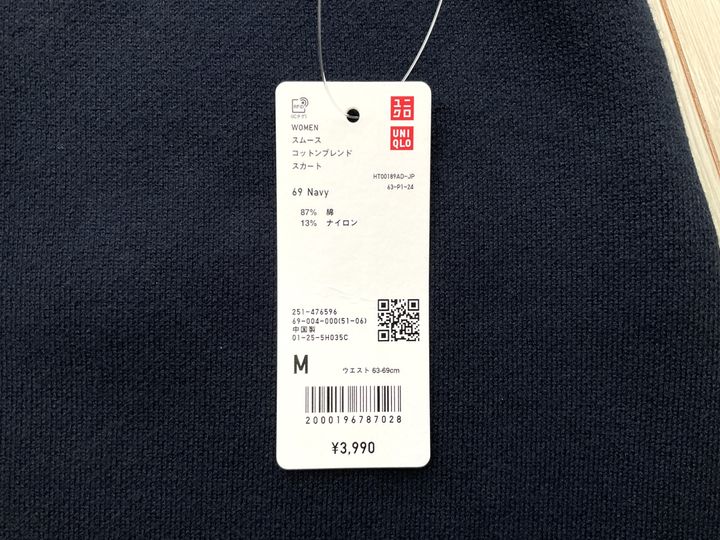 RFID
WOMEN
スムース
コットンブレンド
スカート
ユニ
クロ
UNI
QLO
HT00189AD-JP
63-P1-24
69 Navy
87% 綿
13% ナイロン
251-476596
69-004-000(51-06)
中国製
01-25-5H035C
M ウエスト 63-69cm
2000196787028
¥3,990